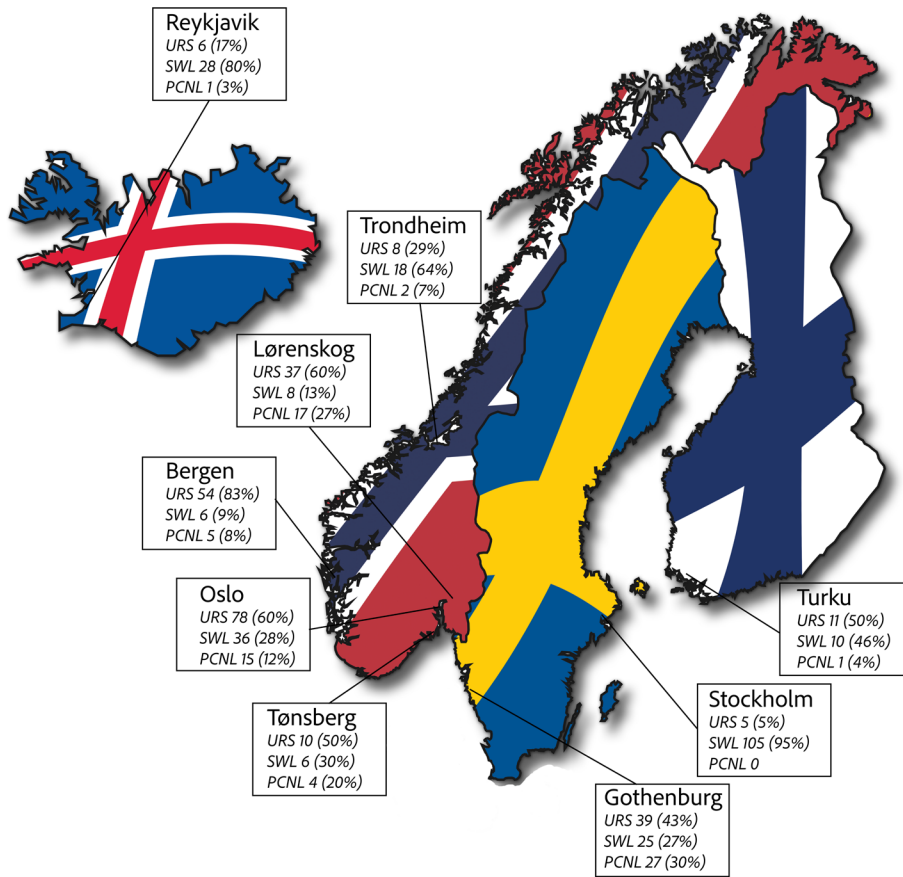 Reykjavik
URS 6 (17%)
SWL 28 (80%)
PCNL 1 (3%)
Trondheim
URS 8 (29%)
SWL 18 (64%)
PCNL 2 (7%)
Lørenskog
URS 37 (60%)
SWL 8 (13%)
PCNL 17 (27%)
Bergen
URS 54 (83%)
SWL 6 (9%)
PCNL 5 (8%)
Oslo
URS 78 (60%)
SWL 36 (28%)
PCNL 15 (12%)
Turku
URS 11 (50%)
SWL 10 (46%)
PCNL 1 (4%)
Tønsberg
URS 10 (50%)
SWL 6 (30%)
PCNL 4 (20%)
Stockholm
URS 5 (5%)
SWL 105 (95%)
PCNL 0
Gothenburg
URS 39 (43%)
SWL 25 (27%)
PCNL 27 (30%)